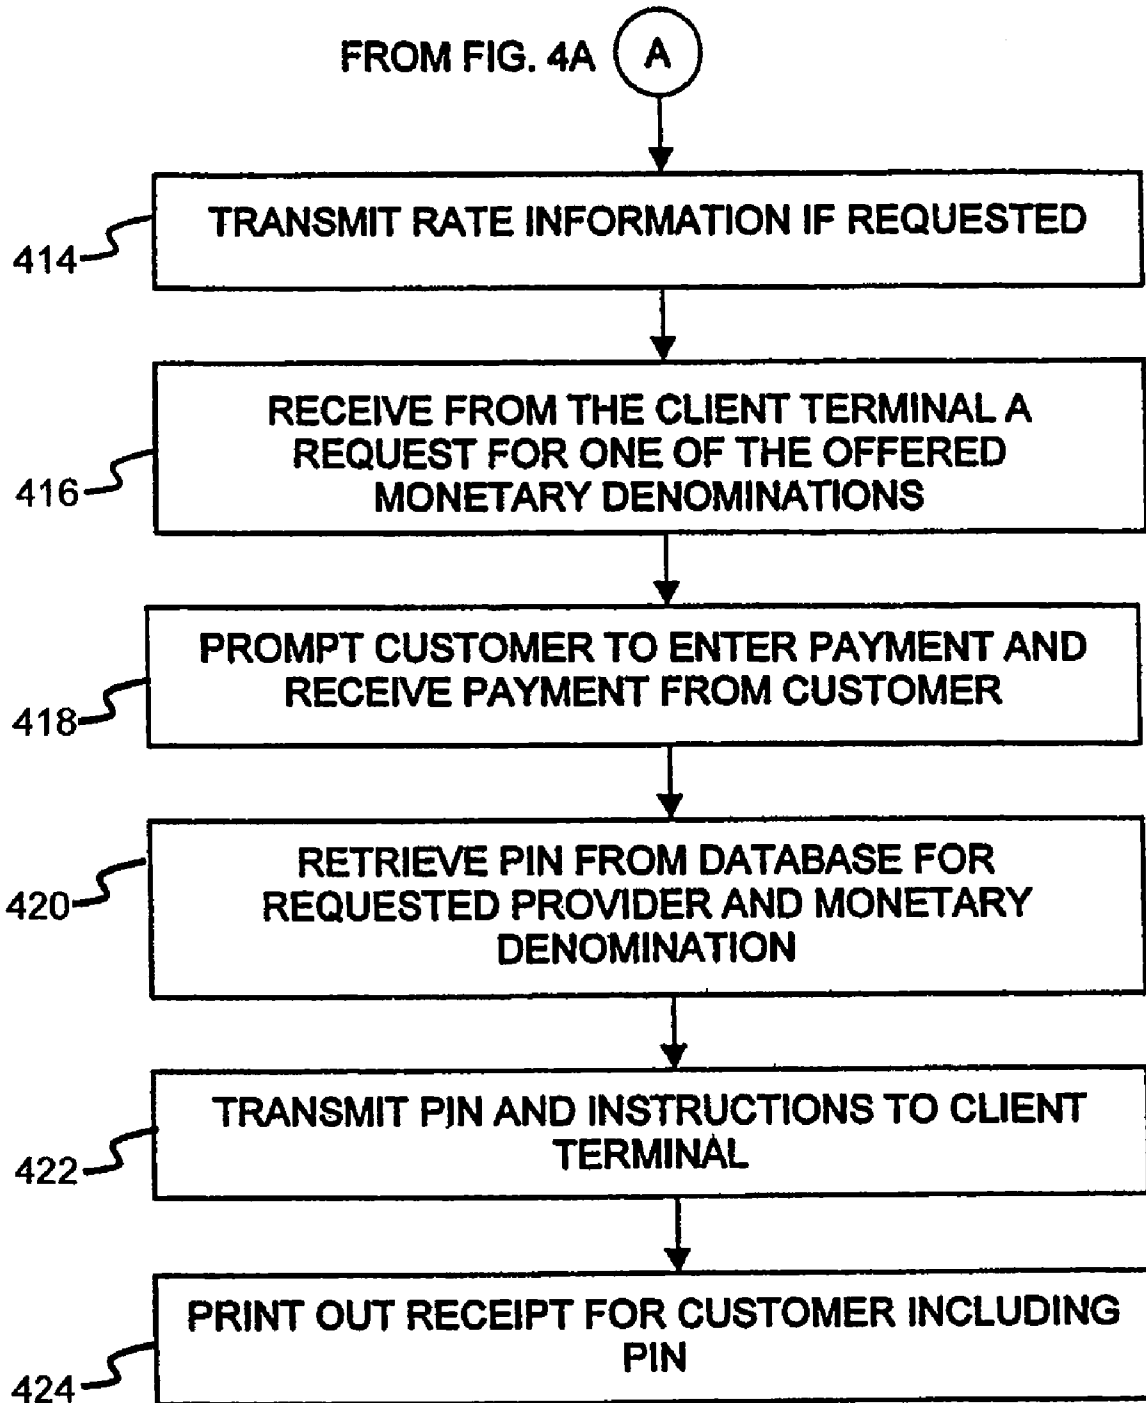 FROM FIG. 4A A
TRANSMIT RATE INFORMATION IF REQUESTED
414
RECEIVE FROM THE CLIENT TERMINAL A
REQUEST FOR ONE OF THE OFFERED
MONETARY DENOMINATIONS
416
PROMPT CUSTOMER TO ENTER PAYMENT AND
RECEIVE PAYMENT FROM CUSTOMER
418
RETRIEVE PIN FROM DATABASE FOR
REQUESTED PROVIDER AND MONETARY
DENOMINATION
420
TRANSMIT PIN AND INSTRUCTIONS TO CLIENT
TERMINAL
422
PRINT OUT RECEIPT FOR CUSTOMER INCLUDING
PIN
424